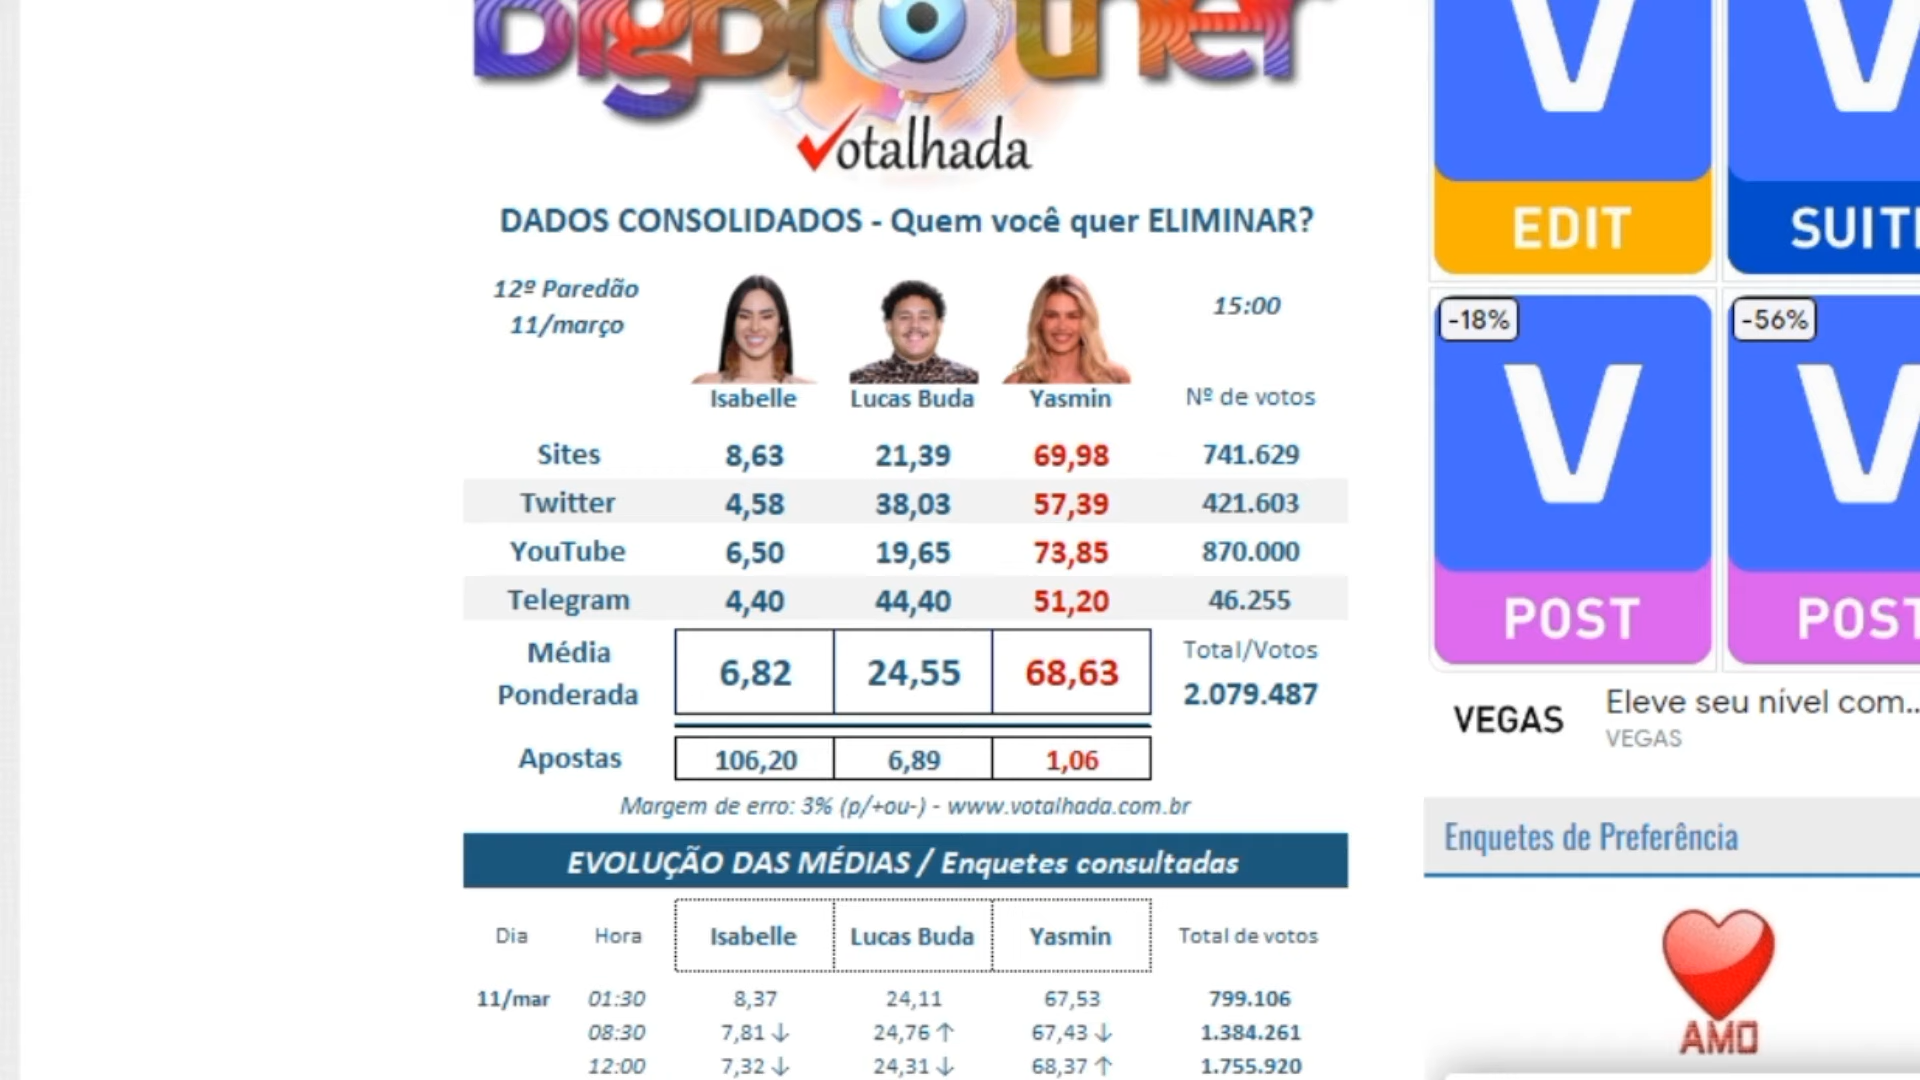 BigBrother
Votalhada
DADOS CONSOLIDADOS - Quem você quer ELIMINAR?
12º Paredão
11/março
15:00
Isabelle Lucas Buda Yasmin Nº de votos
Sites 8,63 21,39 69,98 741.629
Twitter 4,58 38,03 57,39 421.603
YouTube 6,50 19,65 73,85 870.000
Telegram 4,40 44,40 51,20 46.255
Média
Ponderada
6,82 24,55 68,63
Total/Votos
2.079.487
Apostas 106,20 6,89 1,06
Margem de erro: 3% (p/+ou-) - www.votalhada.com.br
EVOLUÇÃO DAS MÉDIAS / Enquetes consultadas
Dia Hora Isabelle Lucas Buda Yasmin Total de votos
11/mar 01:30 8,37 24,11 67,53 799.106
08:30 7,81 ↓ 24,76 ↑ 67,43 ↓ 1.384.261
12:00 7,32 ↓ 24,31 ↓ 68,37 ↑ 1.755.920
V V
EDIT SUIT
-18% -56%
V V
POST POST
VEGAS
Eleve seu nível com...
VEGAS
Enquetes de Preferência
AMO